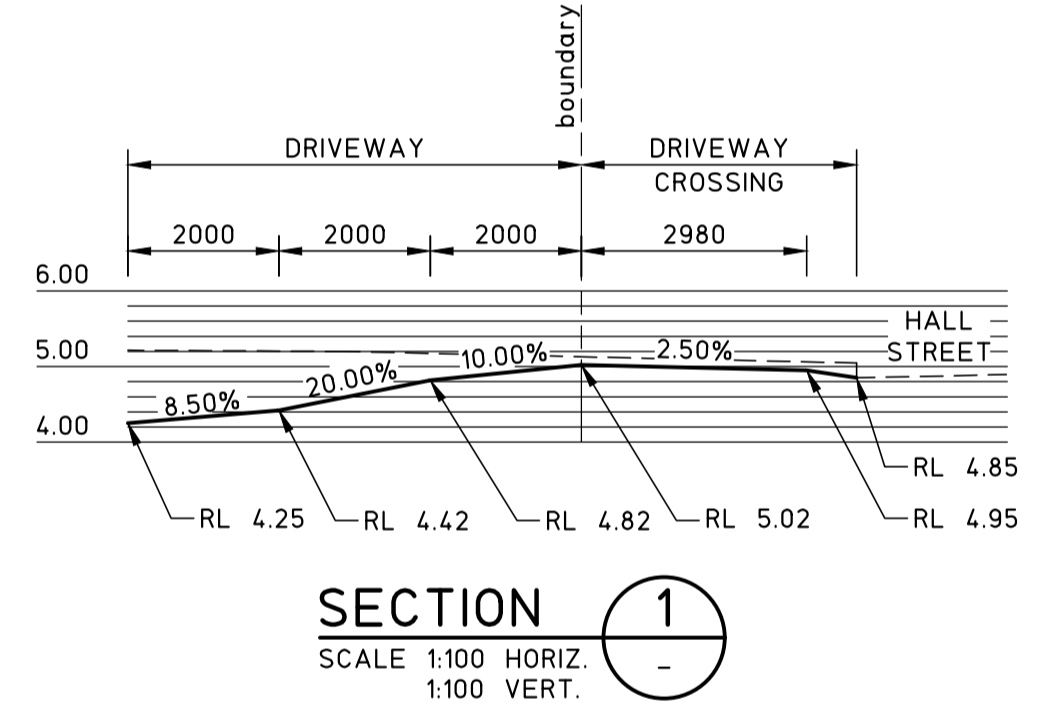 boundary
DRIVEWAY
DRIVEWAY
CROSSING
2000 2000 2000 2980
6.00
HALL
STREET
5.00
8.50% 20.00% 10.00% 2.50%
4.00
RL 4.85
RL 4.25 RL 4.42 RL 4.82 RL 5.02 RL 4.95
SECTION 1
SCALE 1:100 HORIZ.
1:100 VERT.
-